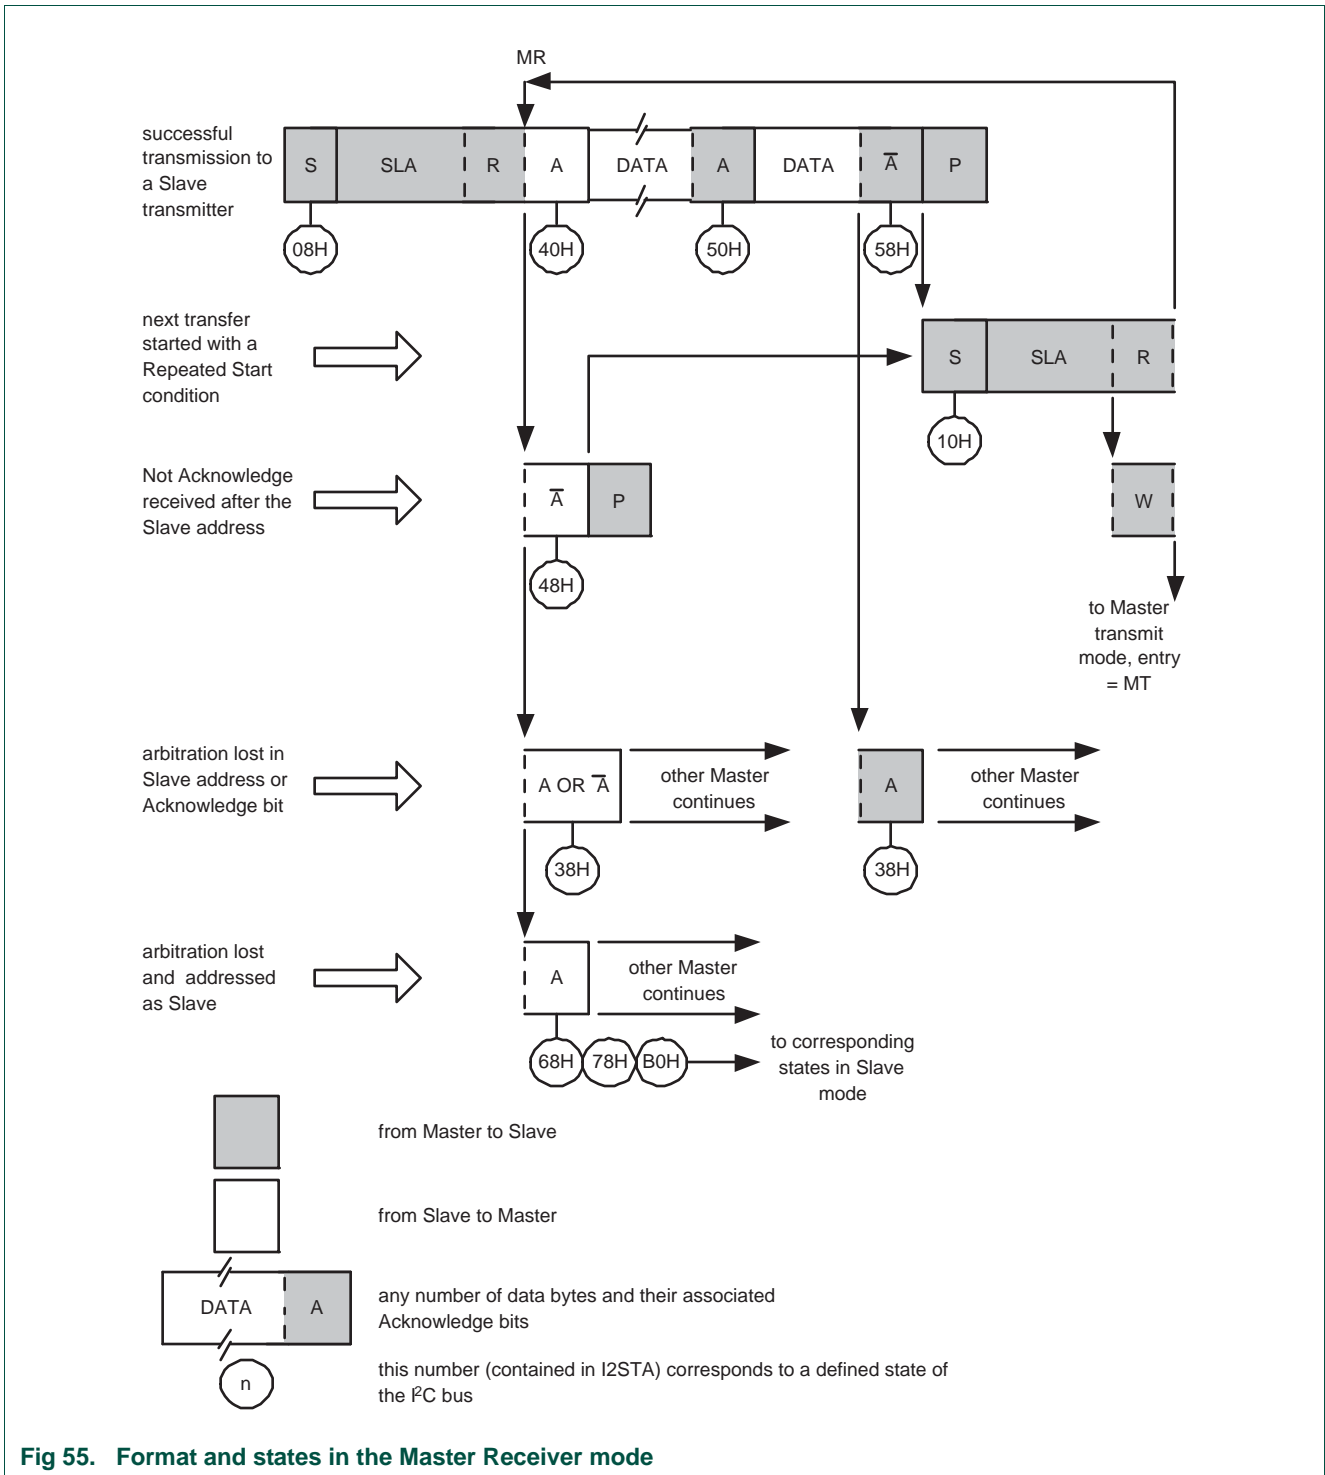 MR
successful
transmission to
a Slave
transmitter
S SLA R A DATA A DATA A̅ P
08H 40H 50H 58H
next transfer
started with a
Repeated Start
condition
S SLA R
10H
Not Acknowledge
received after the
Slave address
A̅ P
W
48H
to Master
transmit
mode, entry
= MT
arbitration lost in
Slave address or
Acknowledge bit
A OR A̅
other Master
continues
A
other Master
continues
38H 38H
arbitration lost
and addressed
as Slave
A
other Master
continues
68H 78H B0H
to corresponding
states in Slave
mode
from Master to Slave
from Slave to Master
DATA A
any number of data bytes and their associated
Acknowledge bits
n
this number (contained in I2STA) corresponds to a defined state of
the I²C bus
Fig 55. Format and states in the Master Receiver mode